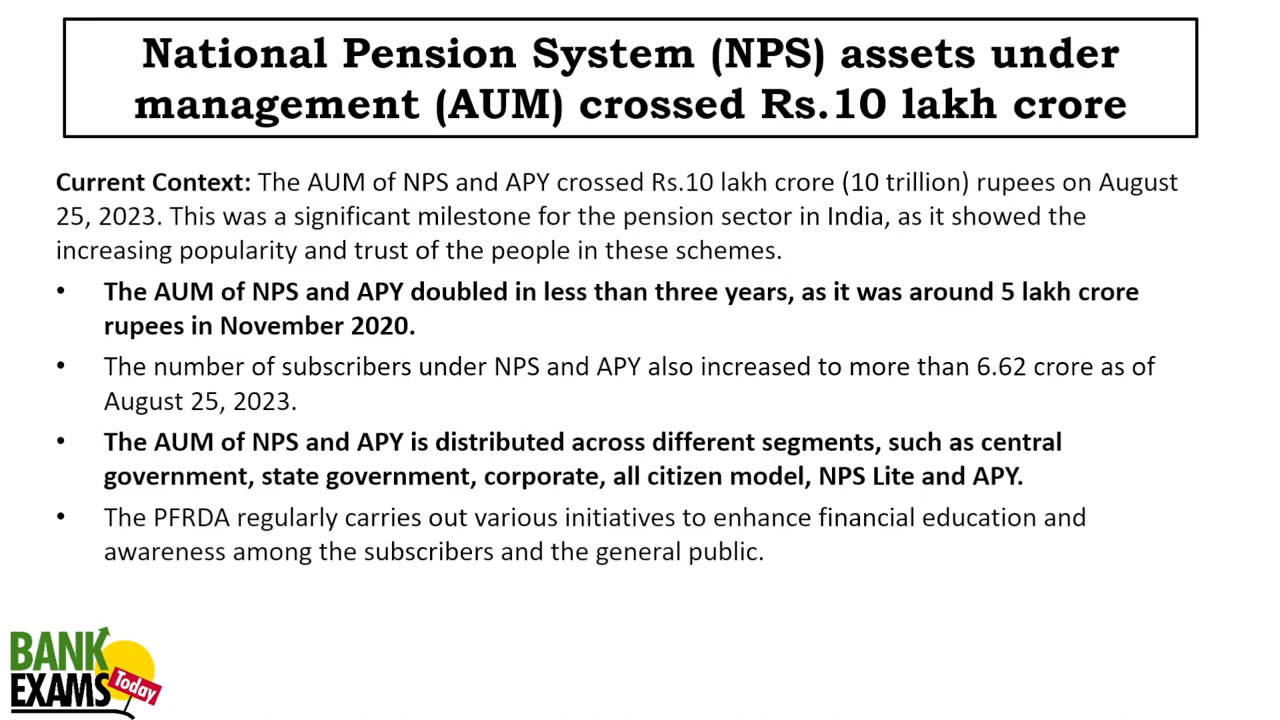 National Pension System (NPS) assets under
management (AUM) crossed Rs.10 lakh crore
Current Context: The AUM of NPS and APY crossed Rs.10 lakh crore (10 trillion) rupees on August
25, 2023. This was a significant milestone for the pension sector in India, as it showed the
increasing popularity and trust of the people in these schemes.
• The AUM of NPS and APY doubled in less than three years, as it was around 5 lakh crore
rupees in November 2020.
• The number of subscribers under NPS and APY also increased to more than 6.62 crore as of
August 25, 2023.
• The AUM of NPS and APY is distributed across different segments, such as central
government, state government, corporate, all citizen model, NPS Lite and APY.
• The PFRDA regularly carries out various initiatives to enhance financial education and
awareness among the subscribers and the general public.
BANK
EXAMS
Today